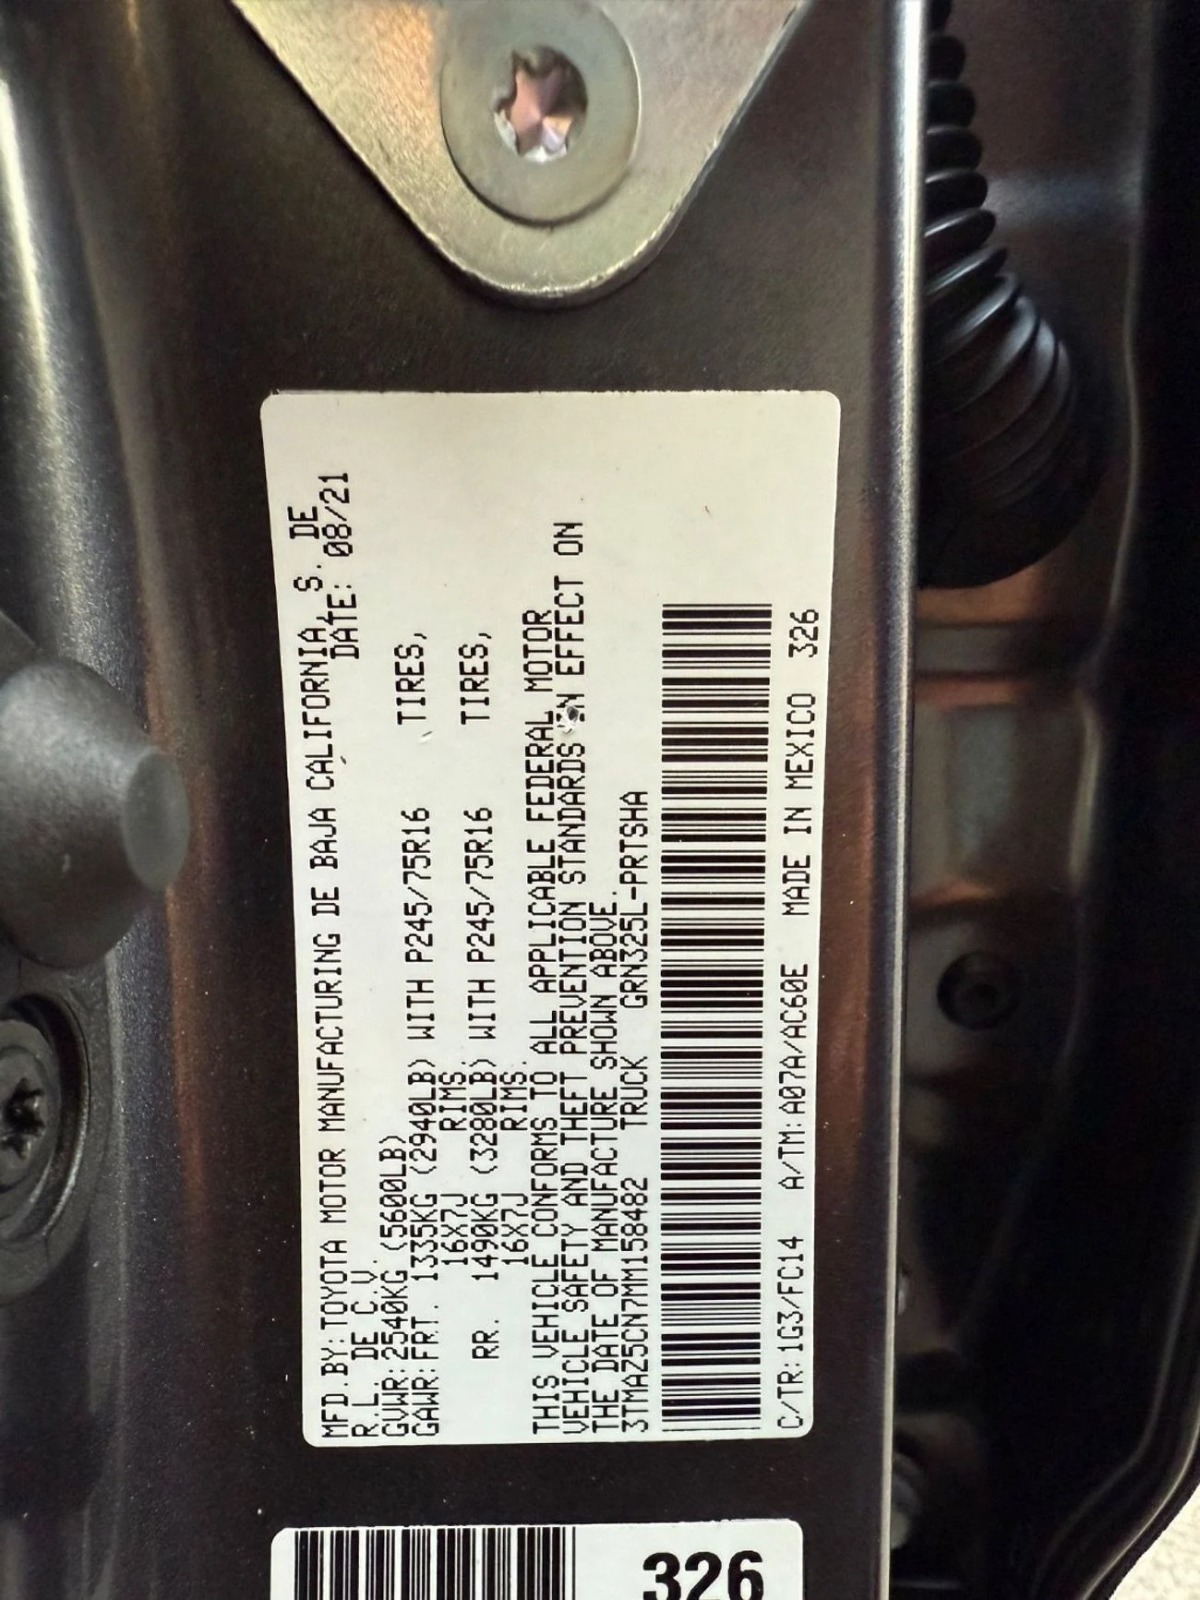 MFD.BY:TOYOTA MOTOR MANUFACTURING DE BAJA CALIFORNIA, S. DE
R.L. DE C.V. DATE: 08/21
GVWR:2540KG (5600LB)
GAWR:FRT. 1335KG (2940LB) WITH P245/75R16 TIRES,
16X7J RIMS.
RR. 1490KG (3280LB) WITH P245/75R16 TIRES,
16X7J RIMS.
THIS VEHICLE CONFORMS TO ALL APPLICABLE FEDERAL MOTOR
VEHICLE SAFETY AND THEFT PREVENTION STANDARDS IN EFFECT ON
THE DATE OF MANUFACTURE SHOWN ABOVE.
3TMAZ5CN7MM158482 TRUCK GRN325L-PRTSHA
C/TR:1G3/FC14 A/TM:A07A/AC60E MADE IN MEXICO 326
326